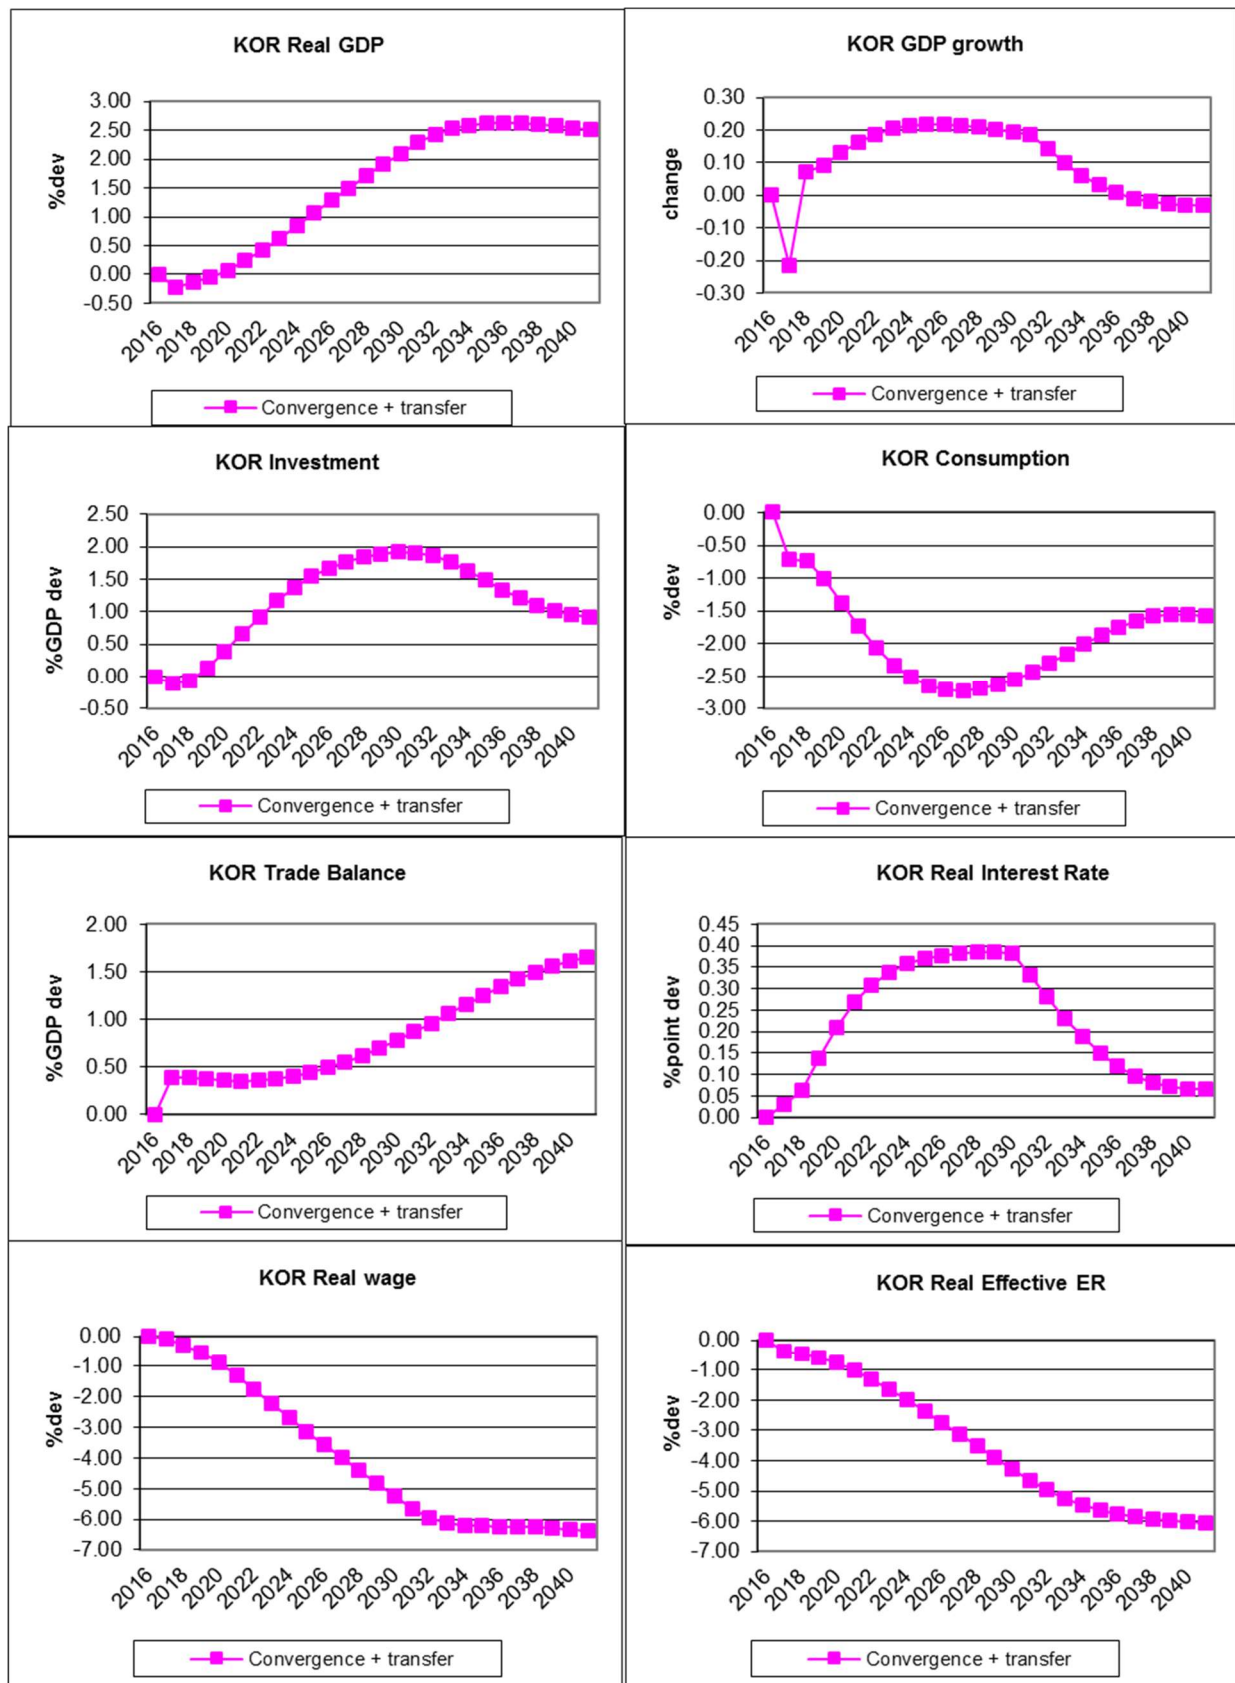 KOR Real GDP
%dev
3.00
2.50
2.00
1.50
1.00
0.50
0.00
-0.50
2016 2018 2020 2022 2024 2026 2028 2030 2032 2034 2036 2038 2040
Convergence + transfer
KOR GDP growth
change
0.30
0.20
0.10
0.00
-0.10
-0.20
-0.30
2016 2018 2020 2022 2024 2026 2028 2030 2032 2034 2036 2038 2040
Convergence + transfer
KOR Investment
%GDP dev
2.50
2.00
1.50
1.00
0.50
0.00
-0.50
2016 2018 2020 2022 2024 2026 2028 2030 2032 2034 2036 2038 2040
Convergence + transfer
KOR Consumption
%dev
0.00
-0.50
-1.00
-1.50
-2.00
-2.50
-3.00
2016 2018 2020 2022 2024 2026 2028 2030 2032 2034 2036 2038 2040
Convergence + transfer
KOR Trade Balance
%GDP dev
2.00
1.50
1.00
0.50
0.00
2016 2018 2020 2022 2024 2026 2028 2030 2032 2034 2036 2038 2040
Convergence + transfer
KOR Real Interest Rate
%point dev
0.45
0.40
0.35
0.30
0.25
0.20
0.15
0.10
0.05
0.00
2016 2018 2020 2022 2024 2026 2028 2030 2032 2034 2036 2038 2040
Convergence + transfer
KOR Real wage
%dev
0.00
-1.00
-2.00
-3.00
-4.00
-5.00
-6.00
-7.00
2016 2018 2020 2022 2024 2026 2028 2030 2032 2034 2036 2038 2040
Convergence + transfer
KOR Real Effective ER
%dev
0.00
-1.00
-2.00
-3.00
-4.00
-5.00
-6.00
-7.00
2016 2018 2020 2022 2024 2026 2028 2030 2032 2034 2036 2038 2040
Convergence + transfer